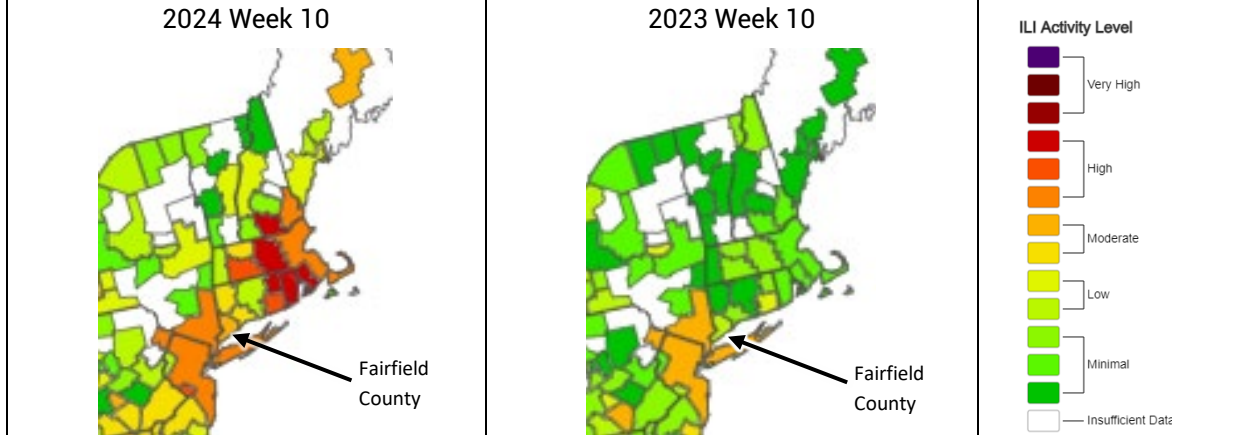 2024 Week 10
2023 Week 10
ILI Activity Level
Very High
High
Moderate
Low
Minimal
Insufficient Data
Fairfield
County
Fairfield
County